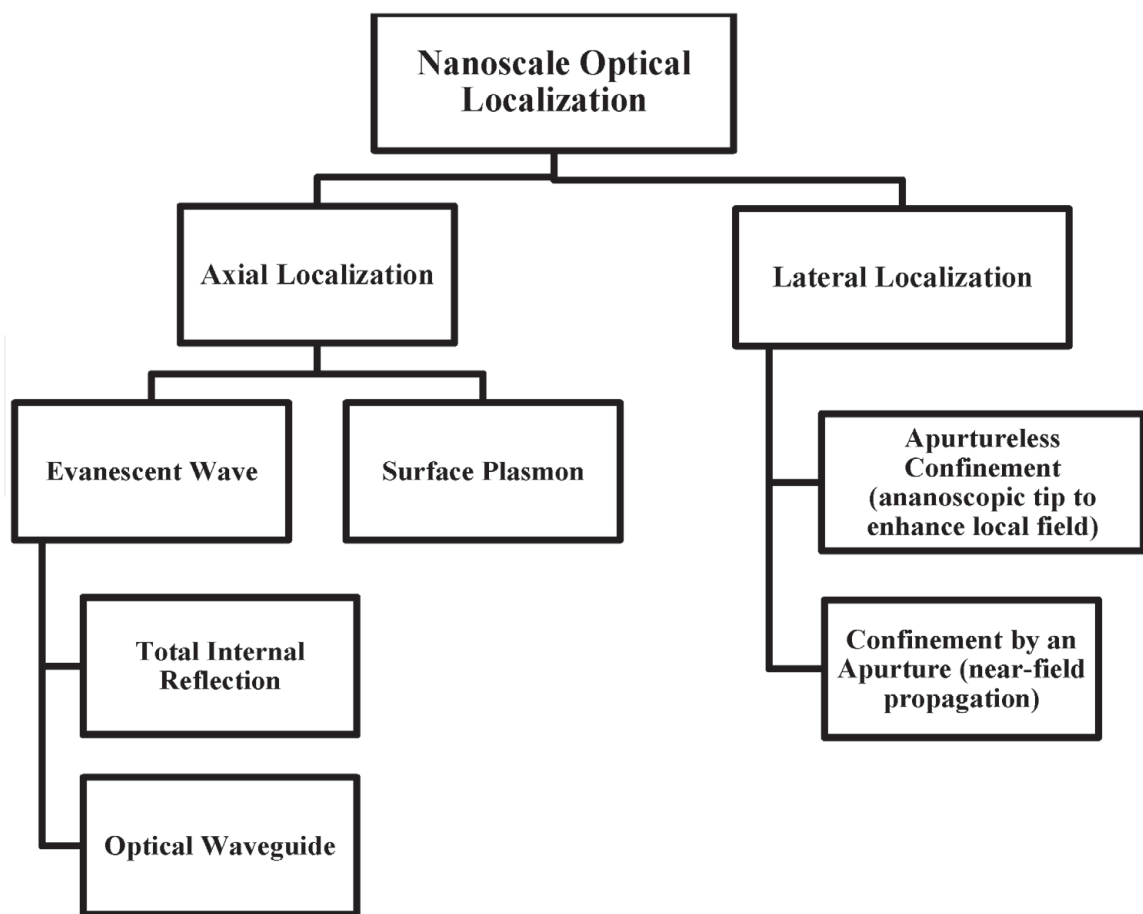 Nanoscale Optical
Localization
Axial Localization
Lateral Localization
Evanescent Wave
Surface Plasmon
Apurtureless
Confinement
(ananoscopic tip to
enhance local field)
Total Internal
Reflection
Confinement by an
Apurture (near-field
propagation)
Optical Waveguide